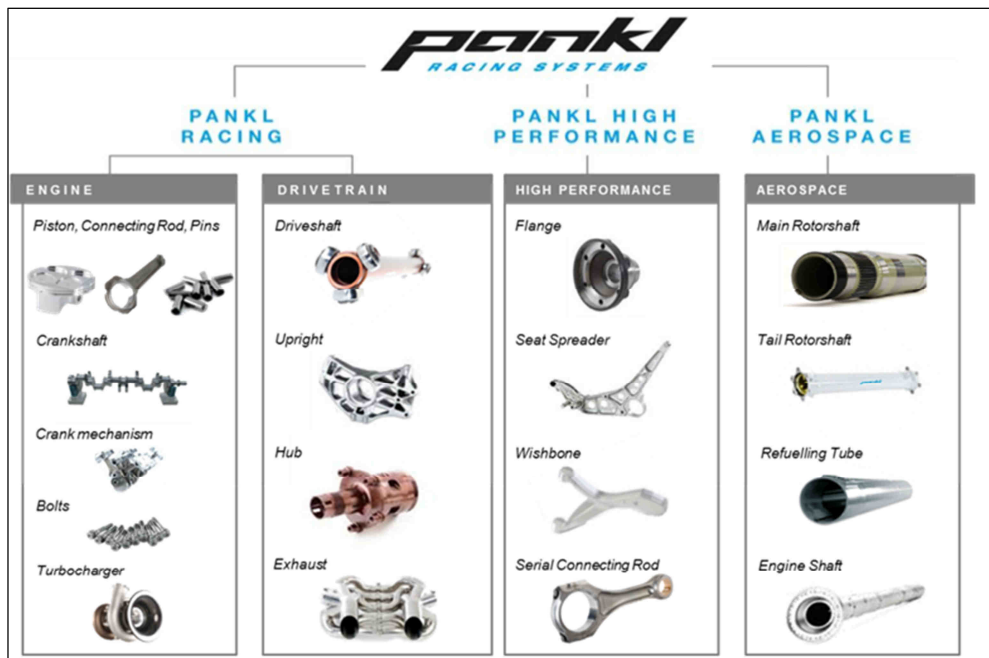 pankl
RACING SYSTEMS
PANKL
RACING
PANKL HIGH
PERFORMANCE
PANKL
AEROSPACE
ENGINE
Piston, Connecting Rod, Pins
Crankshaft
Crank mechanism
Bolts
Turbocharger
DRIVETRAIN
Driveshaft
Upright
Hub
Exhaust
HIGH PERFORMANCE
Flange
Seat Spreader
Wishbone
Serial Connecting Rod
AEROSPACE
Main Rotorshaft
Tail Rotorshaft
pankl
Refuelling Tube
Engine Shaft